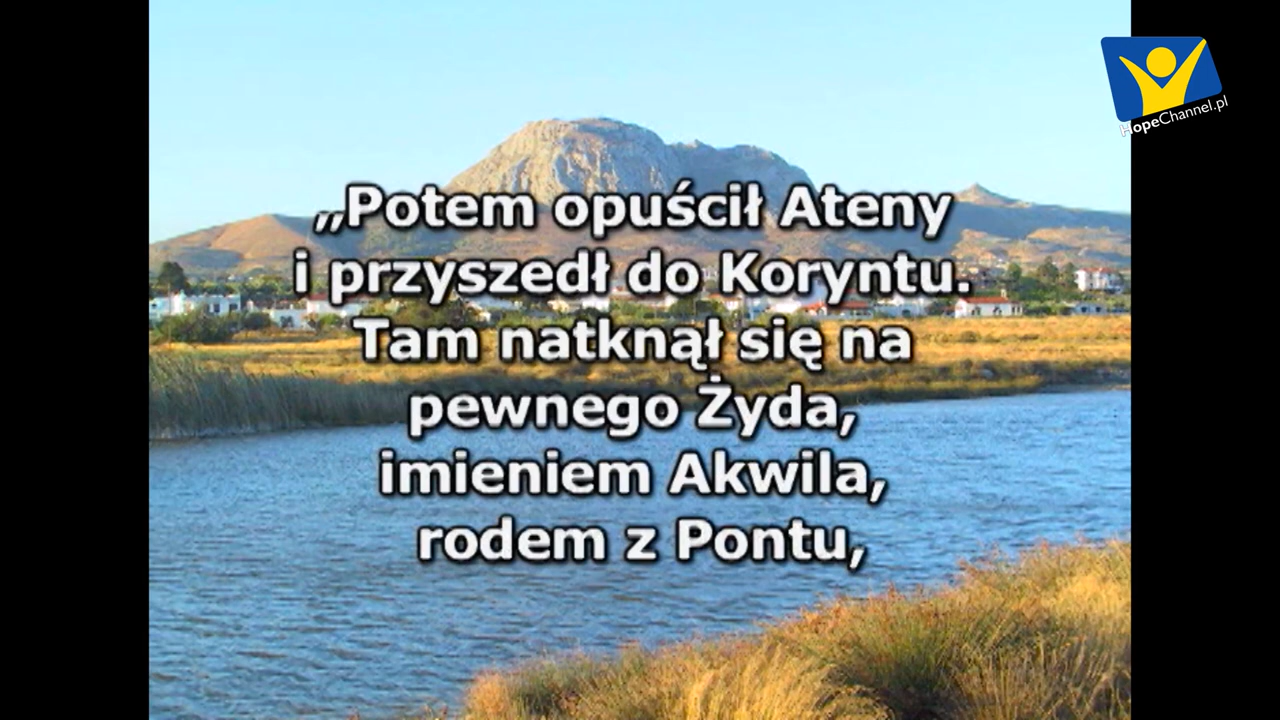 „Potem opuścił Ateny
i przyszedł do Koryntu.
Tam natknął się na
pewnego Żyda,
imieniem Akwila,
rodem z Pontu,
HopeChannel.pl